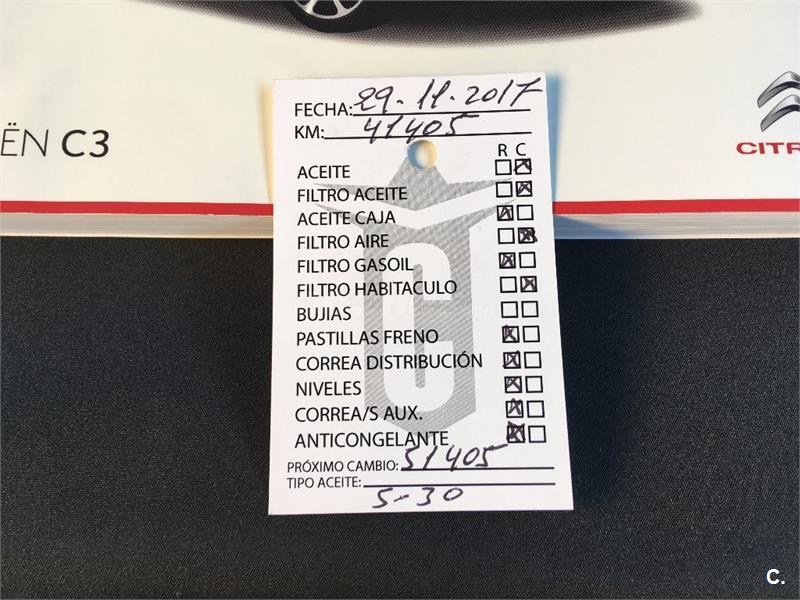 ËN C3
CITR
FECHA: 29-11-2017
KM: 41405
R C
ACEITE
FILTRO ACEITE
ACEITE CAJA
FILTRO AIRE
FILTRO GASOIL
FILTRO HABITACULO
BUJIAS
PASTILLAS FRENO
CORREA DISTRIBUCIÓN
NIVELES
CORREA/S AUX.
ANTICONGELANTE
PRÓXIMO CAMBIO: 51405
TIPO ACEITE:
5-30
C.